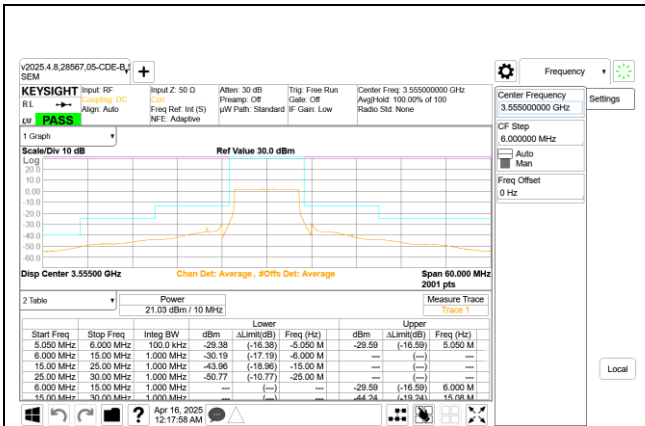 v2025.4.8,28567,05-CDE-B,S
SEM
Frequency
KEYSIGHT Input: RF Input Z: 50 Ω Atten: 30 dB Trig: Free Run Center Freq: 3.555000000 GHz
RL Coupling: DC Corr Preamp: Off Gate: Off Avg|Hold: 100.00% of 100
Align: Auto Freq Ref: Int (S) µW Path: Standard IF Gain: Low Radio Std: None
PASS NFE: Adaptive
Center Frequency
3.555000000 GHz
Settings
CF Step
6.000000 MHz
Auto
Man
Freq Offset
0 Hz
1 Graph
Scale/Div 10 dB Ref Value 30.0 dBm
Log
20.0
10.0
0.00
-10.0
-20.0
-30.0
-40.0
-50.0
-60.0
Disp Center 3.55500 GHz Chan Det: Average, #Offs Det: Average Span 60.000 MHz
2001 pts
2 Table Power Measure Trace
21.03 dBm / 10 MHz Trace 1
Lower Upper
Start Freq Stop Freq Integ BW dBm ΔLimit(dB) Freq (Hz) dBm ΔLimit(dB) Freq (Hz)
5.050 MHz 6.000 MHz 100.0 kHz -29.38 (-16.38) -5.050 M -29.59 (-16.59) 5.050 M
6.000 MHz 15.00 MHz 1.000 MHz -30.19 (-17.19) -6.000 M --- (---) ---
15.00 MHz 25.00 MHz 1.000 MHz -43.96 (-18.96) -15.00 M --- (---) ---
25.00 MHz 30.00 MHz 1.000 MHz -50.77 (-10.77) -25.00 M --- (---) ---
6.000 MHz 15.00 MHz 1.000 MHz --- (---) --- -29.59 (-16.59) 6.000 M
15.00 MHz 30.00 MHz 1.000 MHz --- (---) --- -44.24 (-19.24) 15.08 M
Local
? Apr 16, 2025
12:17:58 AM